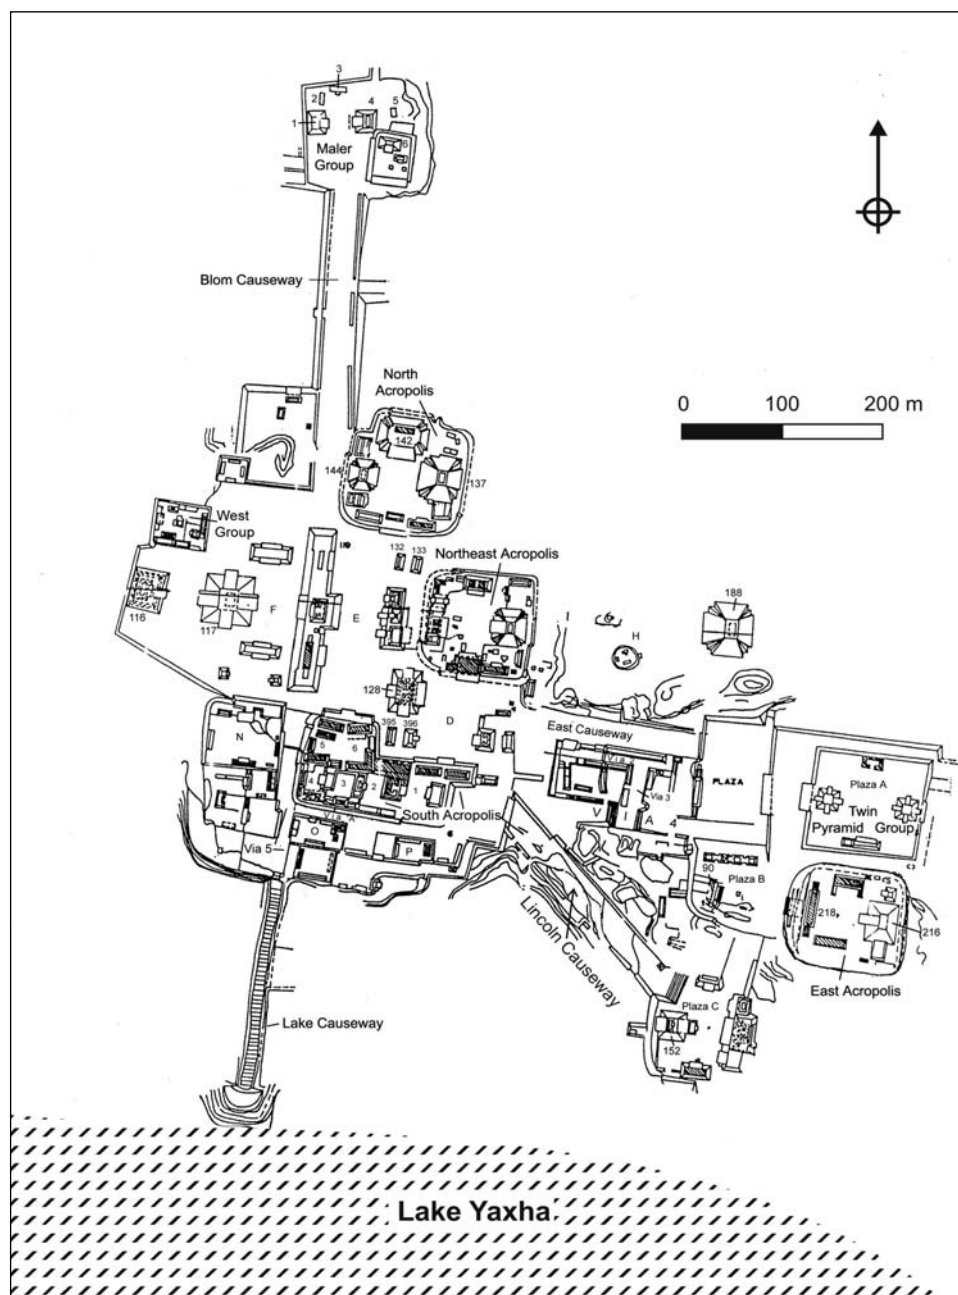 3
2
4
5
1
6
Maler
Group
Blom Causeway
North
Acropolis
0 100 200 m
142
144
137
West
Group
132
133
Northeast Acropolis
116
117
F
E
188
H
128
D
395
396
East Causeway
N
5
6
Via
PLAZA
Plaza A
Twin
Pyramid Group
4
3
2
1
Via 3
South Acropolis
Via A
V I A 4
O
P
Via 5
90
Plaza B
218
216
Lincoln Causeway
East Acropolis
Plaza C
152
Lake Causeway
Lake Yaxha